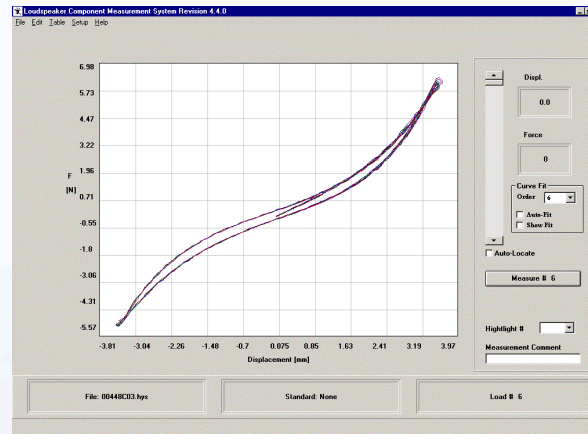 Loudspeaker Component Measurement System Revision 4.4.0
File Edit Table Setup Help
6.98
5.73
4.47
3.22
1.96
0.71
-0.55
-1.8
-3.06
-4.31
-5.57
F
[N]
-3.81 -3.04 -2.26 -1.48 -0.7 0.075 0.85 1.63 2.41 3.19 3.97
Displacement [mm]
Displ.
0.0
Force
0
Curve Fit
Order 6
Auto-Fit
Show Fit
Auto-Locate
Measure # 6
Hightlight #
Measurement Comment
File: 00448C03.hys
Standard: None
Load # 6